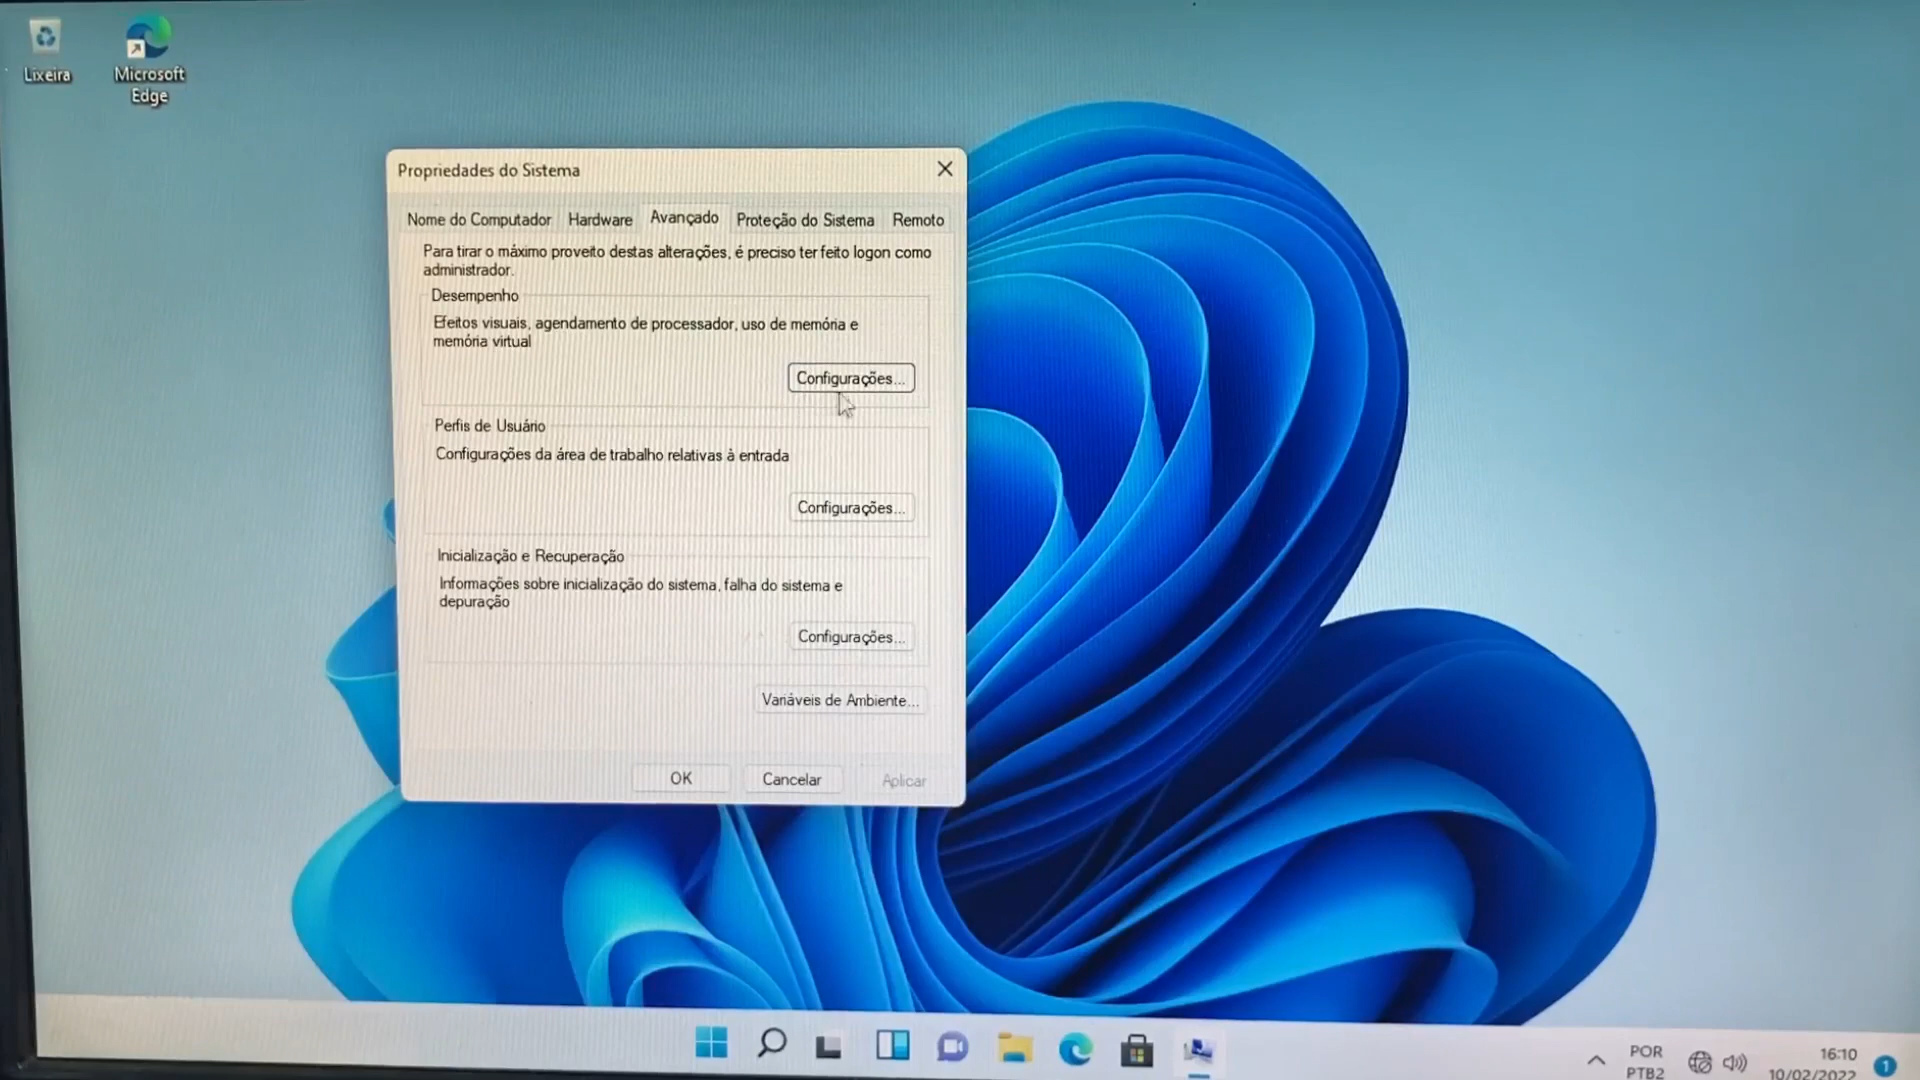 Lixeira
Microsoft
Edge
Propriedades do Sistema
Nome do Computador Hardware Avançado Proteção do Sistema Remoto
Para tirar o máximo proveito destas alterações, é preciso ter feito logon como
administrador.
Desempenho
Efeitos visuais, agendamento de processador, uso de memória e
memória virtual
Configurações...
Perfis de Usuário
Configurações da área de trabalho relativas à entrada
Configurações...
Inicialização e Recuperação
Informações sobre inicialização do sistema, falha do sistema e
depuração
Configurações...
Variáveis de Ambiente...
OK Cancelar Aplicar
POR
PTB2
16:10
10/02/2022
1